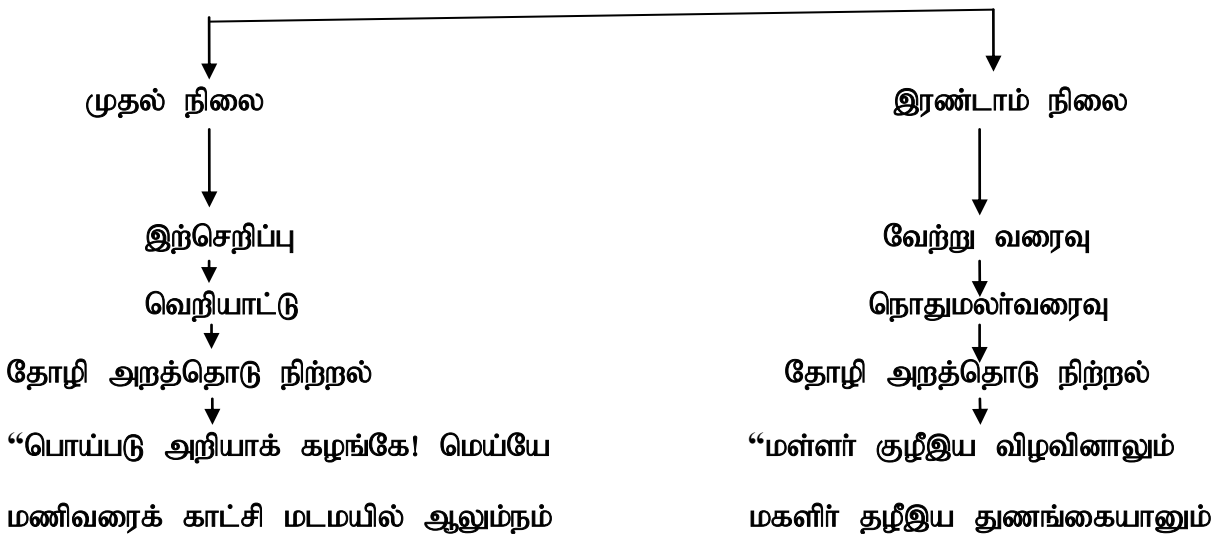 முதல் நிலை
இற்செறிப்பு
வெறியாட்டு
தோழி அறத்தொடு நிற்றல்
“பொய்படு அறியாக் கழங்கே! மெய்யே
மணிவரைக் காட்சி மடமயில் ஆலும்நம்
இரண்டாம் நிலை
வேற்று வரைவு
நொதுமலர்வரைவு
தோழி அறத்தொடு நிற்றல்
“மள்ளர் குழீஇய விழவினாலும்
மகளிர் தழீஇய துணங்கையானும்